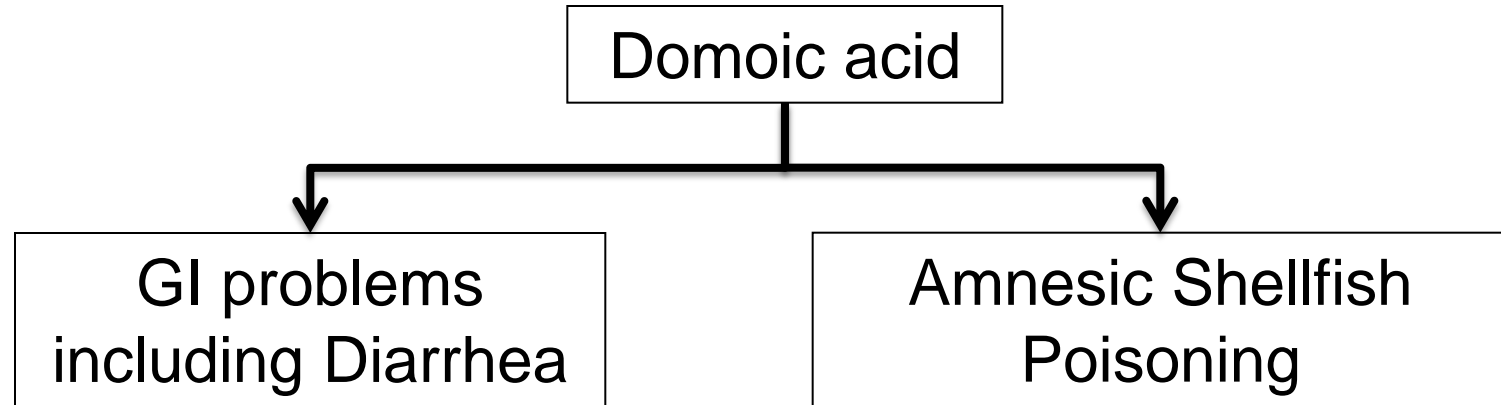 Domoic acid
GI problems
including Diarrhea
Amnesic Shellfish
Poisoning